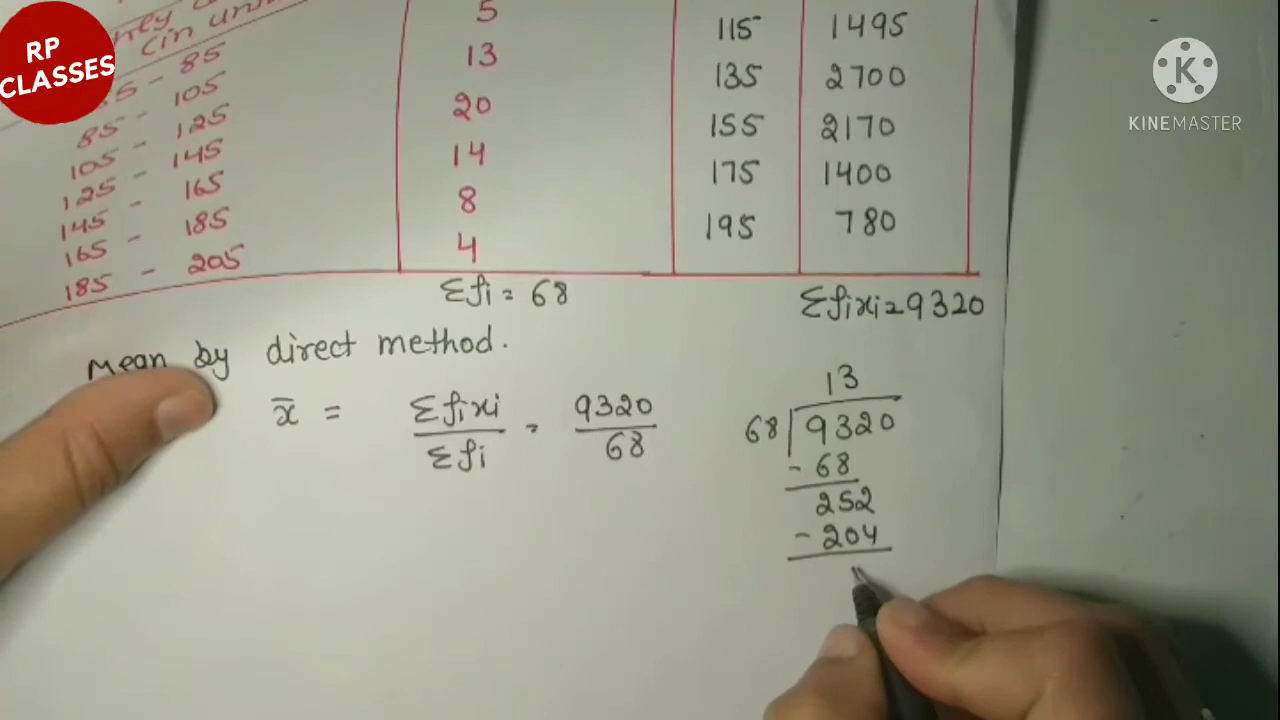 RP
CLASSES
KINEMASTER
5 - 85 13 135 2700
85 - 105 20 155 2170
105 - 125 14 175 1400
125 - 145 8 195 780
145 - 165 4
165 - 185
185 - 205
5 115 1495
Σfi = 68 Σfixi = 9320
Mean by direct method.
x̄ = Σfixi / Σfi = 9320 / 68
13
68 | 9320
- 68
252
- 204